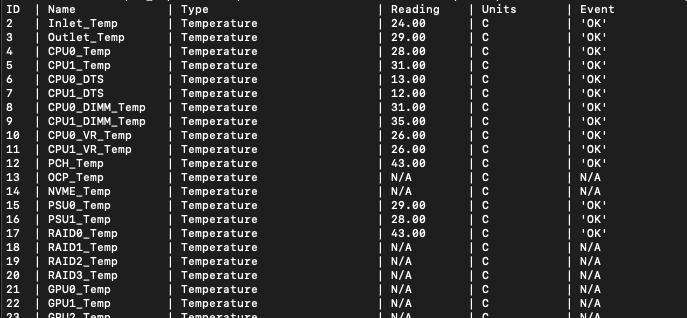 ID | Name | Type | Reading | Units | Event
2 | Inlet_Temp | Temperature | 24.00 | C | 'OK'
3 | Outlet_Temp | Temperature | 29.00 | C | 'OK'
4 | CPU0_Temp | Temperature | 28.00 | C | 'OK'
5 | CPU1_Temp | Temperature | 31.00 | C | 'OK'
6 | CPU0_DTS | Temperature | 13.00 | C | 'OK'
7 | CPU1_DTS | Temperature | 12.00 | C | 'OK'
8 | CPU0_DIMM_Temp | Temperature | 31.00 | C | 'OK'
9 | CPU1_DIMM_Temp | Temperature | 35.00 | C | 'OK'
10 | CPU0_VR_Temp | Temperature | 26.00 | C | 'OK'
11 | CPU1_VR_Temp | Temperature | 26.00 | C | 'OK'
12 | PCH_Temp | Temperature | 43.00 | C | 'OK'
13 | OCP_Temp | Temperature | N/A | C | N/A
14 | NVME_Temp | Temperature | N/A | C | N/A
15 | PSU0_Temp | Temperature | 29.00 | C | 'OK'
16 | PSU1_Temp | Temperature | 28.00 | C | 'OK'
17 | RAID0_Temp | Temperature | 43.00 | C | 'OK'
18 | RAID1_Temp | Temperature | N/A | C | N/A
19 | RAID2_Temp | Temperature | N/A | C | N/A
20 | RAID3_Temp | Temperature | N/A | C | N/A
21 | GPU0_Temp | Temperature | N/A | C | N/A
22 | GPU1_Temp | Temperature | N/A | C | N/A
23 | GPU2_Temp | Temperature | N/A | C | N/A